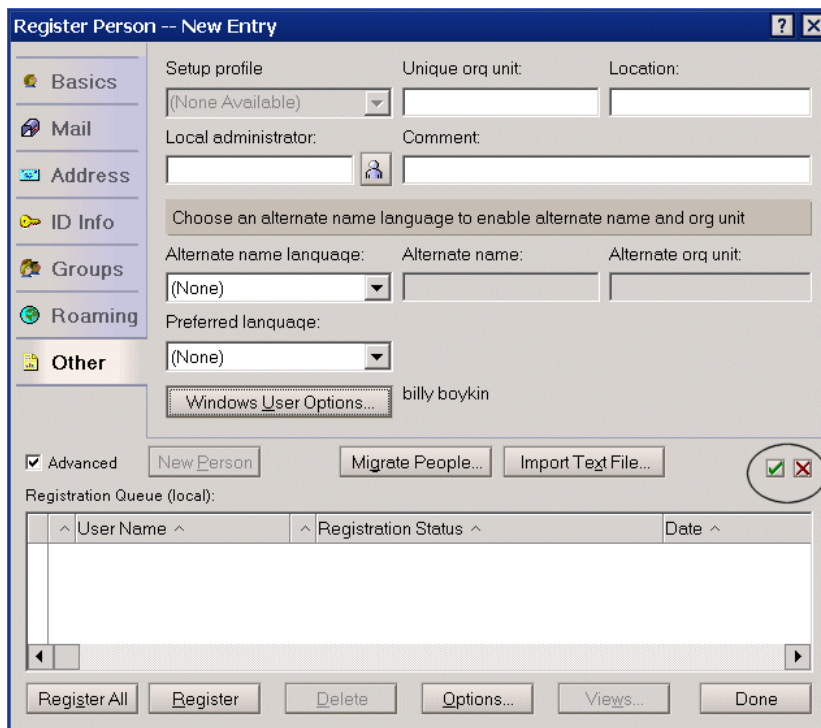 Register Person -- New Entry
Basics
Mail
Address
ID Info
Groups
Roaming
Other
Setup profile Unique org unit: Location:
(None Available)
Local administrator: Comment:
Choose an alternate name language to enable alternate name and org unit
Alternate name language: Alternate name: Alternate org unit:
(None)
Preferred language:
(None)
Windows User Options... billy boykin
Advanced New Person Migrate People... Import Text File...
Registration Queue (local):
User Name Registration Status Date
Register All Register Delete Options... Views... Done